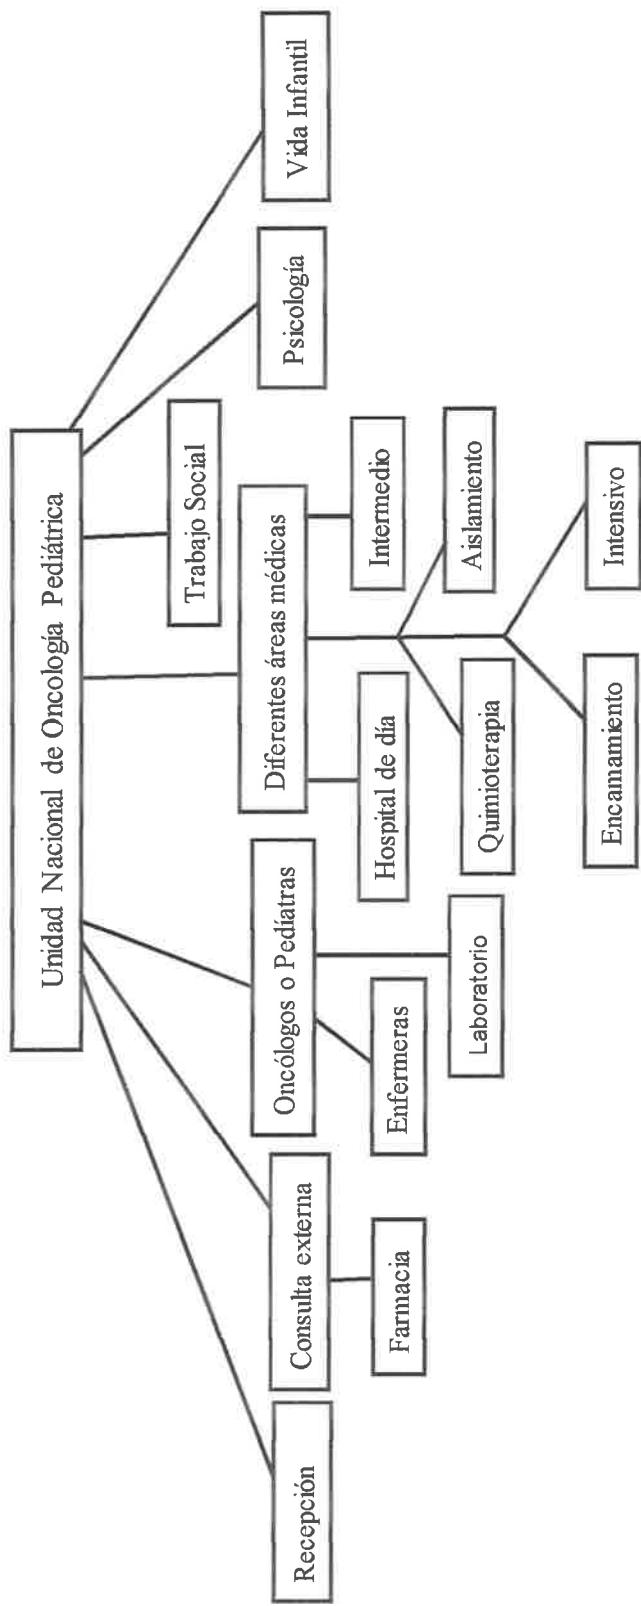 Unidad Nacional de Oncología Pediátrica
Recepción
Consulta externa
Farmacia
Oncólogos o Pedíatras
Enfermeras
Laboratorio
Diferentes áreas médicas
Hospital de día
Intermedio
Quimioterapia
Aislamiento
Encamamiento
Intensivo
Trabajo Social
Psicología
Vida Infantil